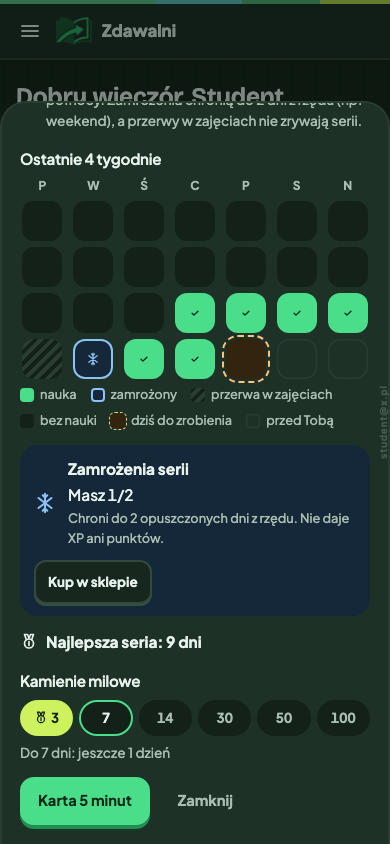 Zdawalni
Dobry wieczór, Student
weekend), a przerwy w zajęciach nie zrywają serii.
Ostatnie 4 tygodnie
P W Ś C P S N
nauka zamrożony przerwa w zajęciach
bez nauki dziś do zrobienia przed Tobą
student@x.pl
Zamrożenia serii
Masz 1/2
Chroni do 2 opuszczonych dni z rzędu. Nie daje
XP ani punktów.
Kup w sklepie
Najlepsza seria: 9 dni
Kamienie milowe
3 7 14 30 50 100
Do 7 dni: jeszcze 1 dzień
Karta 5 minut Zamknij